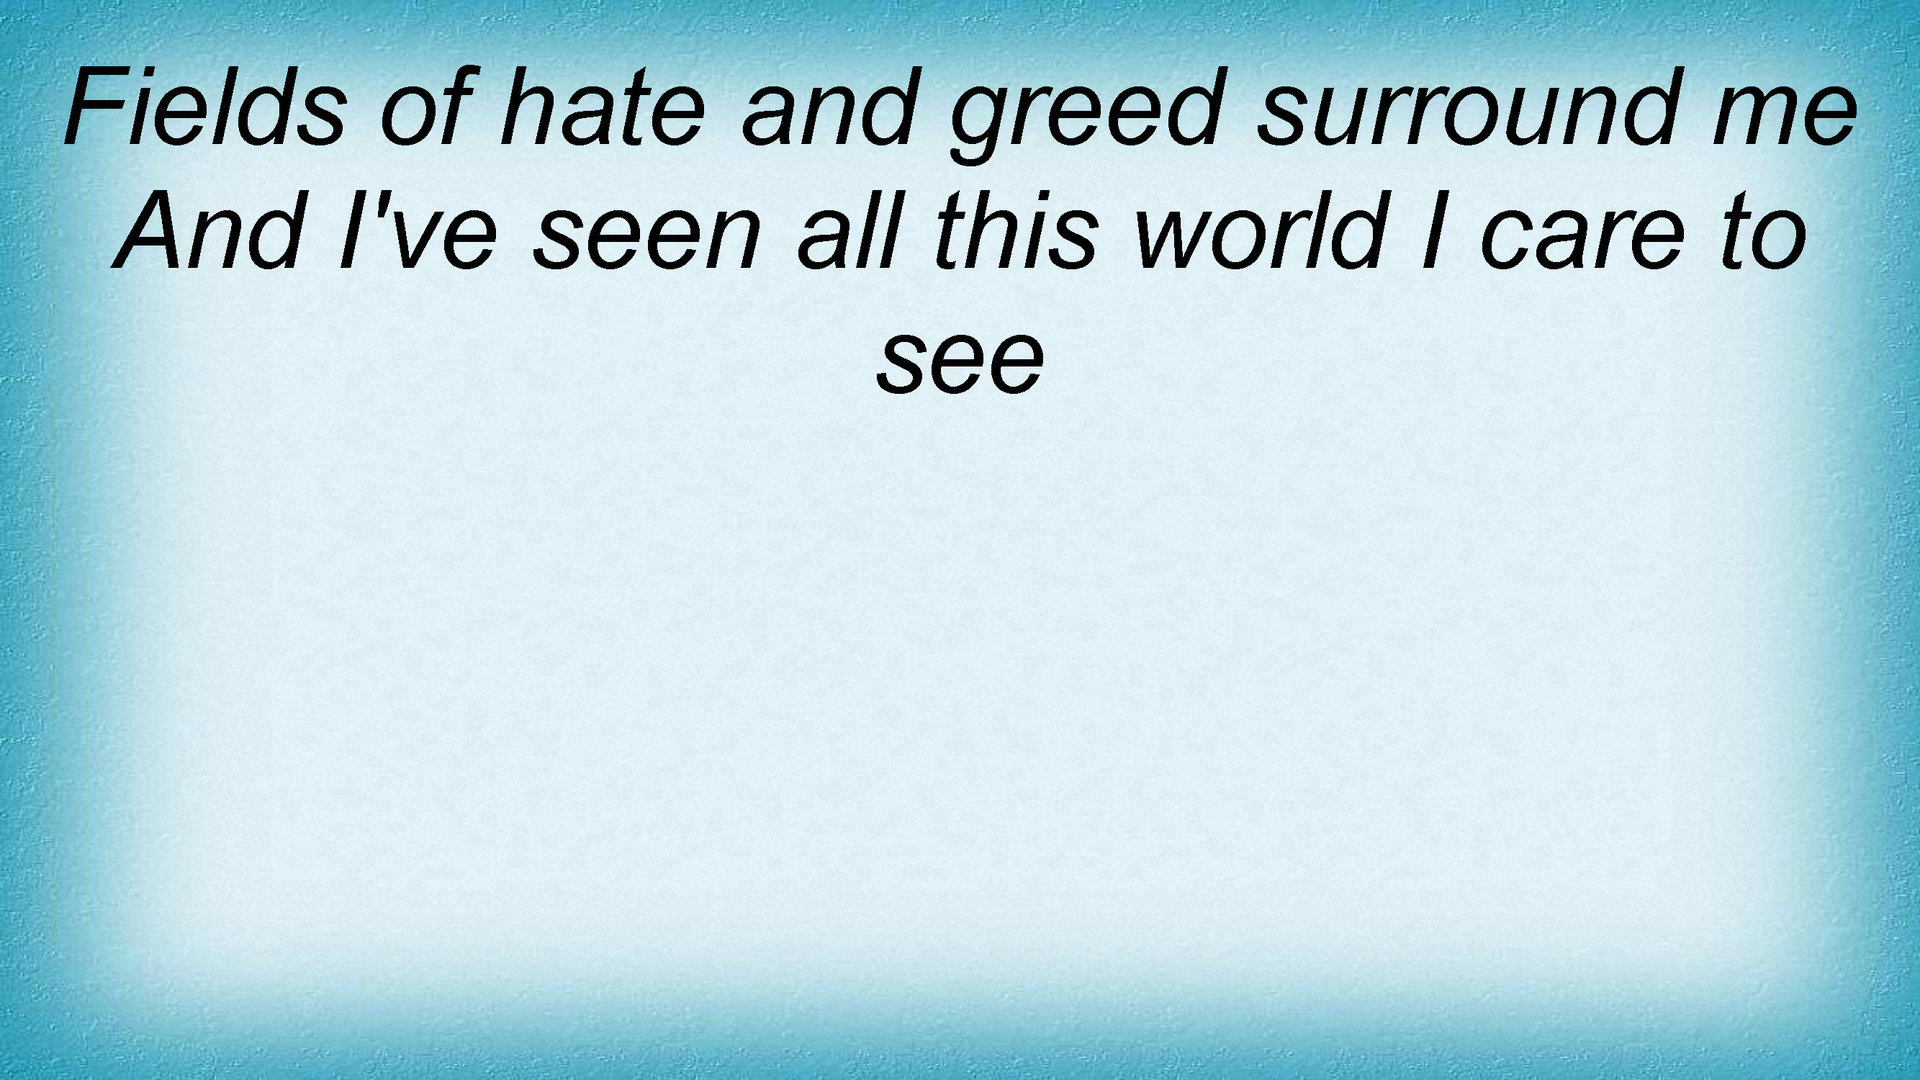 Fields of hate and greed surround me
And I've seen all this world I care to
see